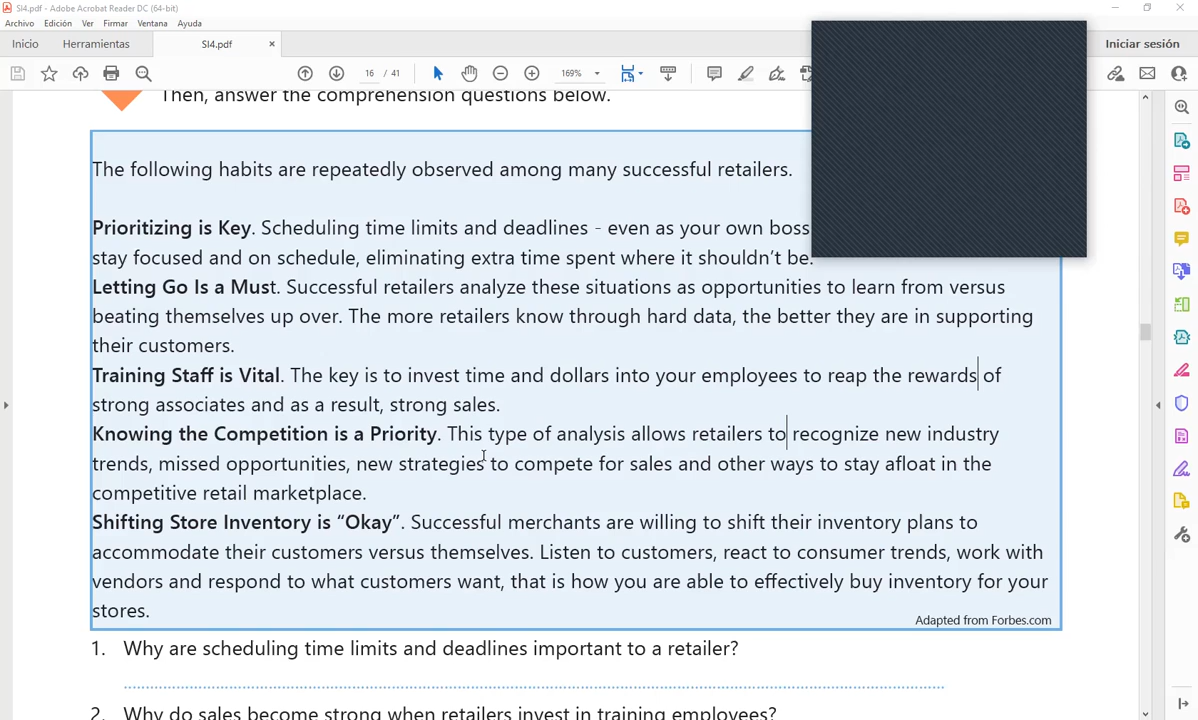 SI4.pdf - Adobe Acrobat Reader DC (64-bit)
Archivo Edición Ver Firmar Ventana Ayuda
Inicio Herramientas SI4.pdf × Iniciar sesión
16 / 41 169%
Then, answer the comprehension questions below.
The following habits are repeatedly observed among many successful retailers.
Prioritizing is Key. Scheduling time limits and deadlines - even as your own boss
stay focused and on schedule, eliminating extra time spent where it shouldn't be.
Letting Go Is a Must. Successful retailers analyze these situations as opportunities to learn from versus
beating themselves up over. The more retailers know through hard data, the better they are in supporting
their customers.
Training Staff is Vital. The key is to invest time and dollars into your employees to reap the rewards of
strong associates and as a result, strong sales.
Knowing the Competition is a Priority. This type of analysis allows retailers to recognize new industry
trends, missed opportunities, new strategies to compete for sales and other ways to stay afloat in the
competitive retail marketplace.
Shifting Store Inventory is “Okay”. Successful merchants are willing to shift their inventory plans to
accommodate their customers versus themselves. Listen to customers, react to consumer trends, work with
vendors and respond to what customers want, that is how you are able to effectively buy inventory for your
stores.
Adapted from Forbes.com
1. Why are scheduling time limits and deadlines important to a retailer?
2. Why do sales become strong when retailers invest in training employees?